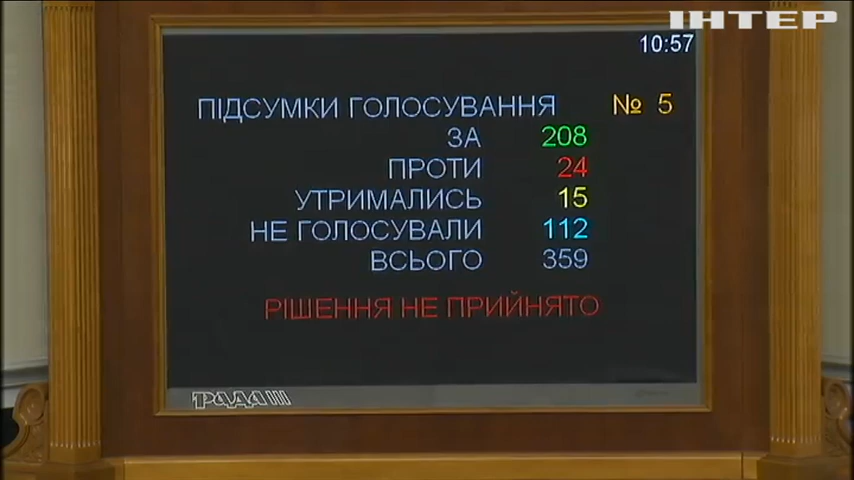 ІНТЕР
10:57
ПІДСУМКИ ГОЛОСУВАННЯ № 5
ЗА 208
ПРОТИ 24
УТРИМАЛИСЬ 15
НЕ ГОЛОСУВАЛИ 112
ВСЬОГО 359
РІШЕННЯ НЕ ПРИЙНЯТО
РАДА III